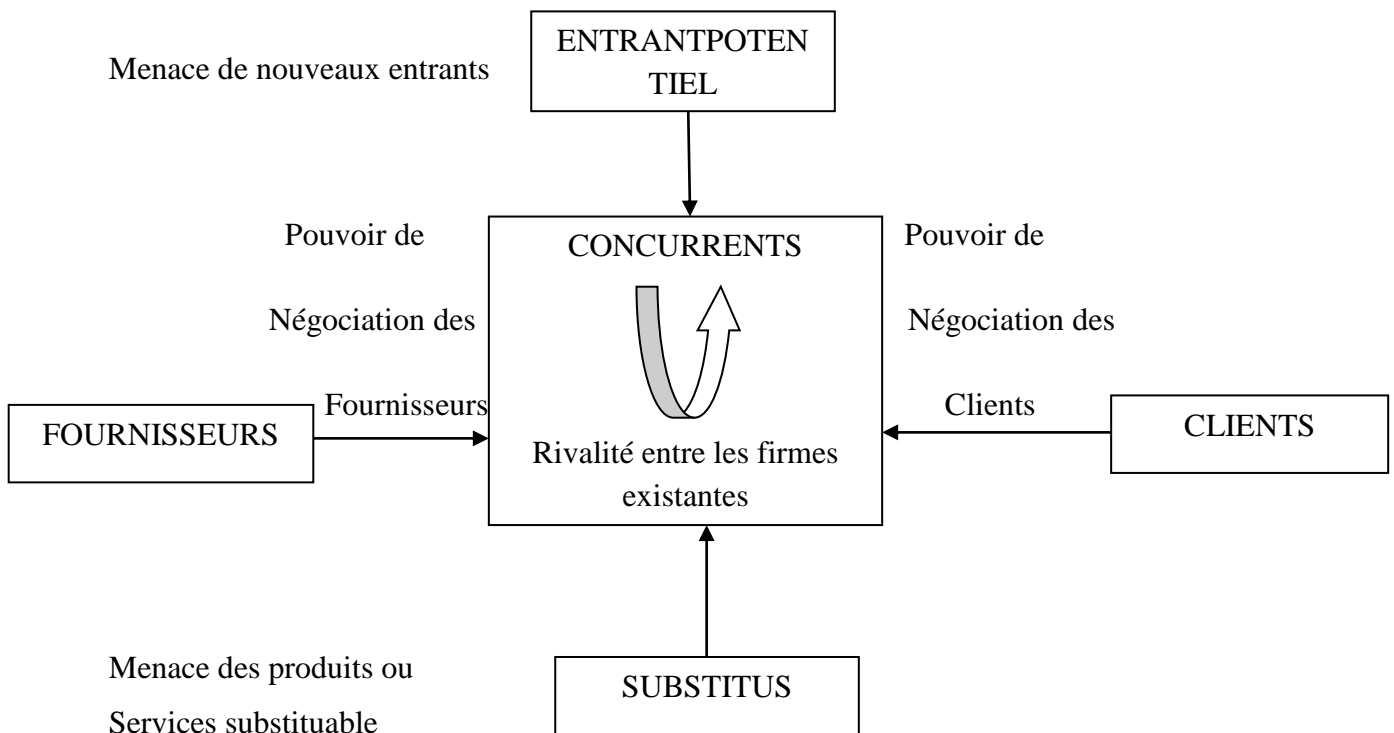 ENTRANTPOTEN
TIEL
Menace de nouveaux entrants
Pouvoir de
Négociation des
Fournisseurs
CONCURRENTS
Rivalité entre les firmes
existantes
Pouvoir de
Négociation des
Clients
FOURNISSEURS
CLIENTS
Menace des produits ou
Services substituable
SUBSTITUS